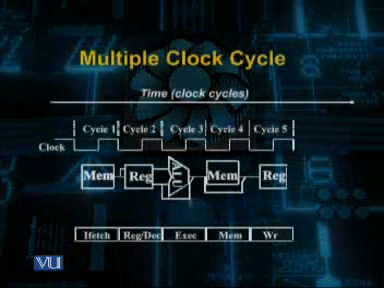 Multiple Clock Cycle
Time (clock cycles)
Cycle 1 Cycle 2 Cycle 3 Cycle 4 Cycle 5
Clock
Mem Reg ALU Mem Reg
Ifetch Reg/Dec Exec Mem Wr
VU